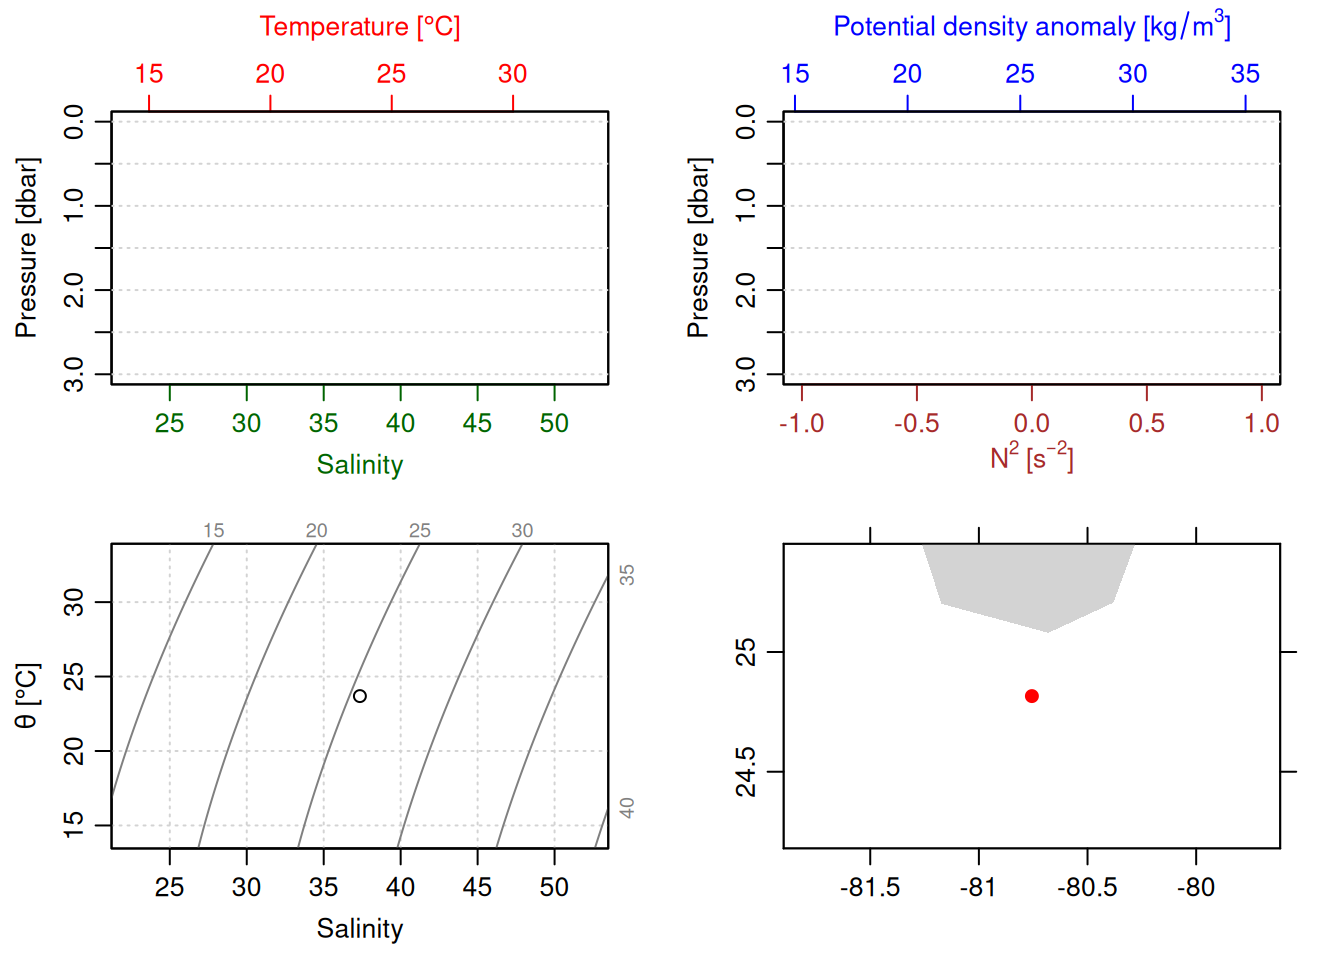 Temperature [°C]
15 20 25 30
0.0
1.0
2.0
3.0
Pressure [dbar]
25 30 35 40 45 50
Salinity
Potential density anomaly [kg/m³]
15 20 25 30 35
0.0
1.0
2.0
3.0
Pressure [dbar]
-1.0 -0.5 0.0 0.5 1.0
N² [s⁻²]
15 20 25 30
35
40
30
25
20
15
θ [°C]
25 30 35 40 45 50
Salinity
25
24.5
-81.5 -81 -80.5 -80